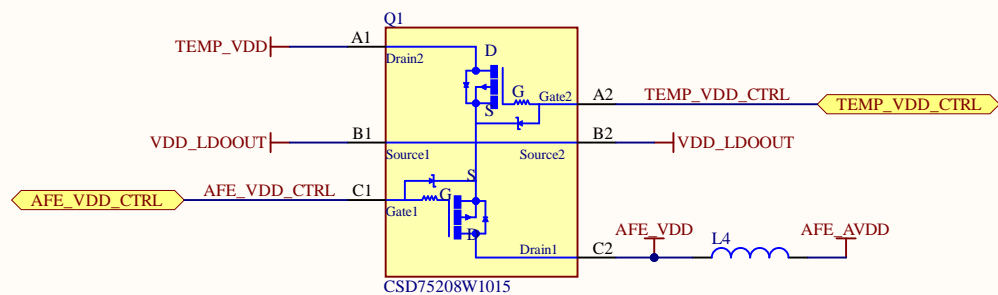 Q1
TEMP_VDD
A1
Drain2
D
G
S
Gate2
A2
TEMP_VDD_CTRL
TEMP_VDD_CTRL
VDD_LDOOUT
B1
Source1
Source2
B2
VDD_LDOOUT
AFE_VDD_CTRL
AFE_VDD_CTRL
C1
Gate1
S
G
D
Drain1
C2
AFE_VDD
L4
AFE_AVDD
CSD75208W1015